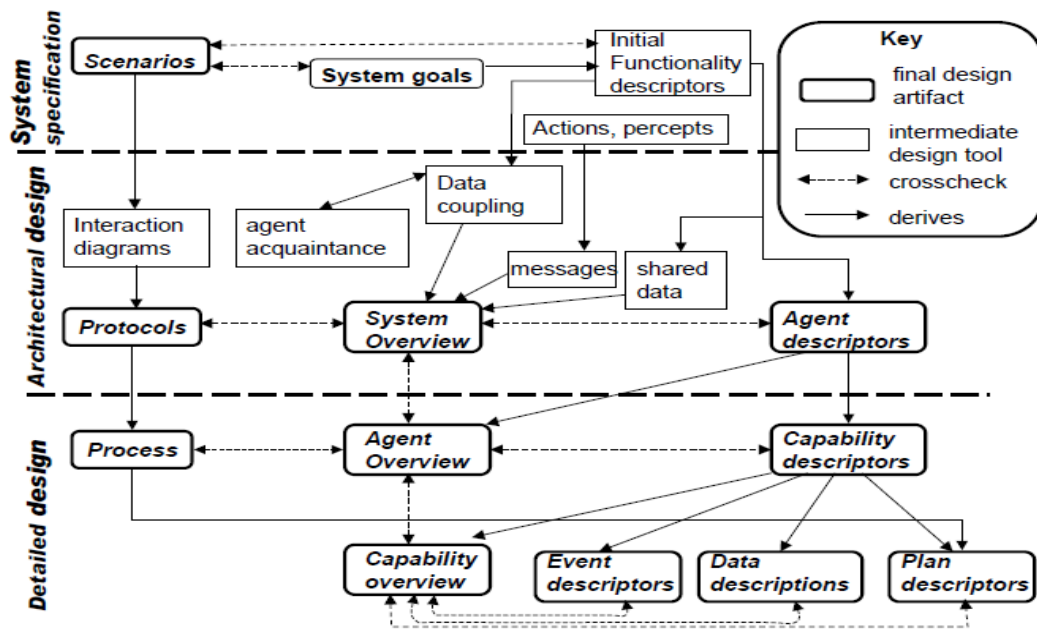 System
specification
Scenarios
System goals
Initial
Functionality
descriptors
Actions, percepts
Key
final design
artifact
intermediate
design tool
crosscheck
derives
Architectural design
Interaction
diagrams
agent
acquaintance
Data
coupling
messages
shared
data
Protocols
System
Overview
Agent
descriptors
Detailed design
Process
Agent
Overview
Capability
descriptors
Capability
overview
Event
descriptors
Data
descriptions
Plan
descriptors